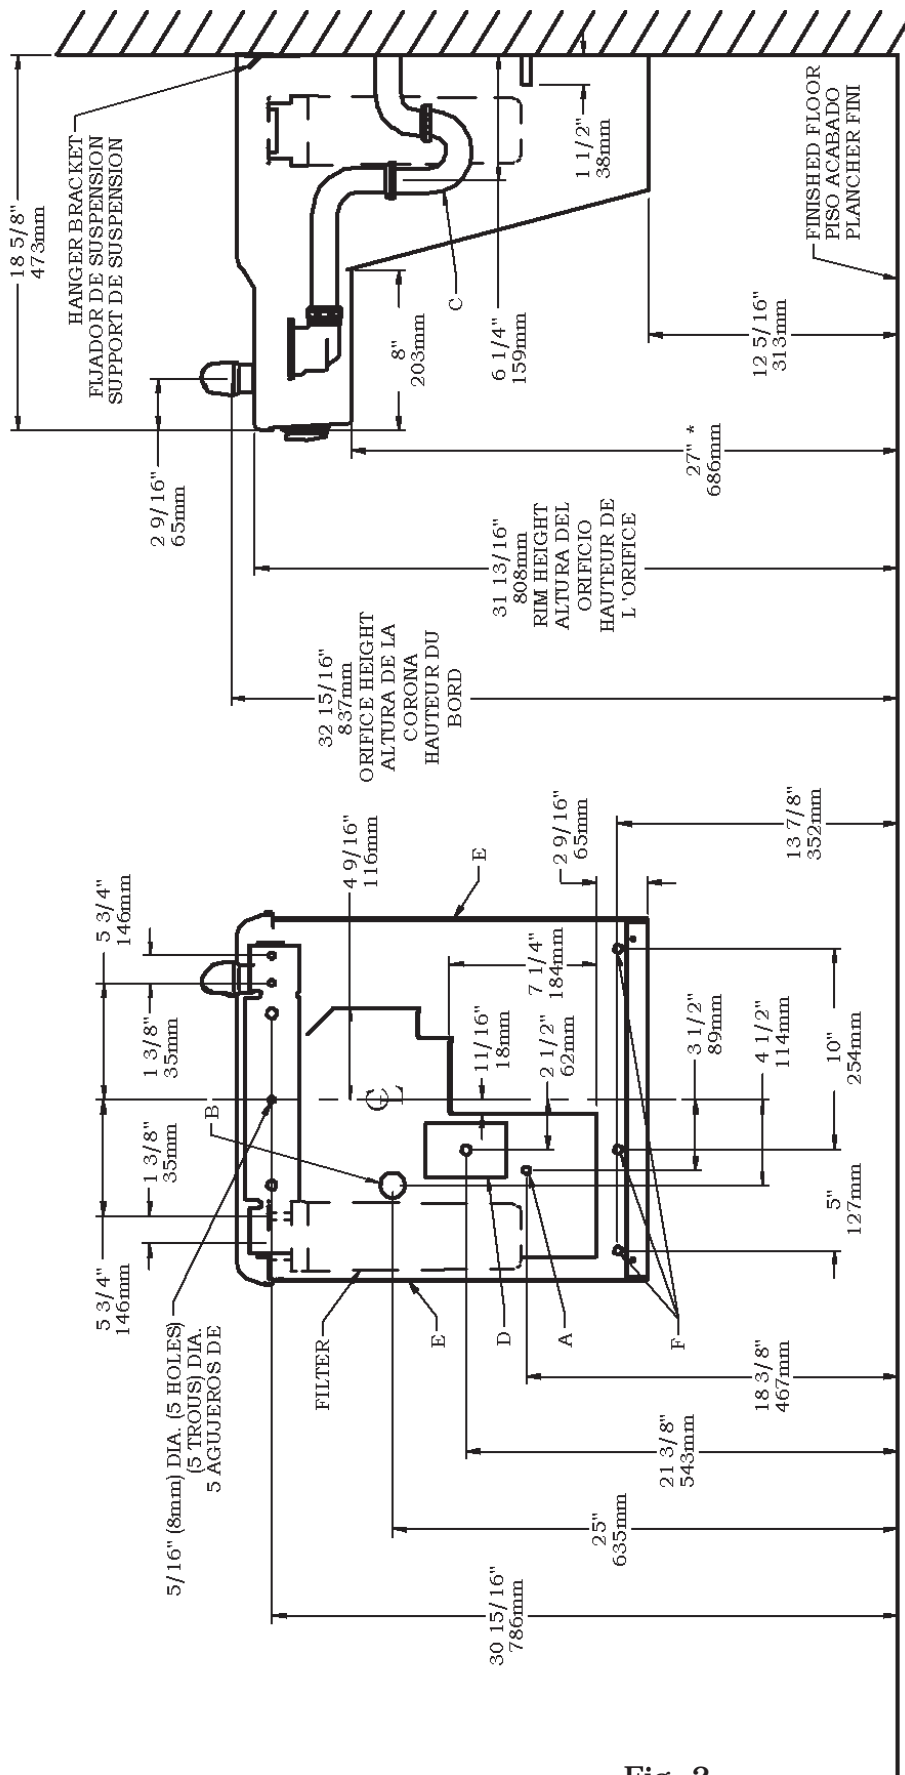 18 5/8"
473mm
HANGER BRACKET
FIJADOR DE SUSPENSION
SUPPORT DE SUSPENSION
2 9/16"
65mm
C
8"
203mm
6 1/4"
159mm
1 1/2"
38mm
12 5/16"
313mm
FINISHED FLOOR
PISO ACABADO
PLANCHER FINI
27" *
686mm
31 13/16"
808mm
RIM HEIGHT
ALTURA DEL
ORIFICIO
HAUTEUR DE
L 'ORIFICE
32 15/16"
837mm
ORIFICE HEIGHT
ALTURA DE LA
CORONA
HAUTEUR DU
BORD
5 3/4"
146mm
1 3/8"
35mm
4 9/16"
116mm
E
2 9/16"
65mm
13 7/8"
352mm
7 1/4"
184mm
11/16"
18mm
2 1/2"
62mm
3 1/2"
89mm
4 1/2"
114mm
10"
254mm
B
CL
1 3/8"
35mm
5"
127mm
5 3/4"
146mm
5/16" (8mm) DIA. (5 HOLES)
(5 TROUS) DIA.
5 AGUJEROS DE
FILTER
E
D
A
F
18 3/8"
467mm
21 3/8"
543mm
25"
635mm
30 15/16"
786mm